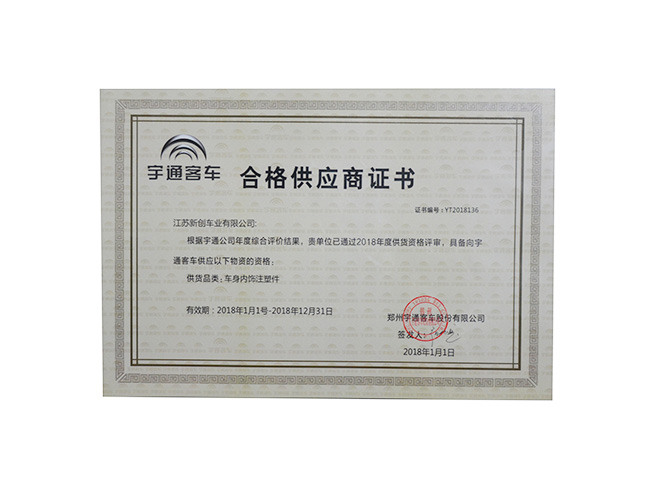 宇通客车
合格供应商证书
证书编号：YT2018136
江苏新创车业有限公司:
根据宇通公司年度综合评价结果，贵单位已通过2018年度供货资格评审，具备向宇
通客车供应以下物资的资格：
供货品类：车身内饰注塑件
有效期：2018年1月1号-2018年12月31日
郑州宇通客车股份有限公司
签发人：
2018年1月1日